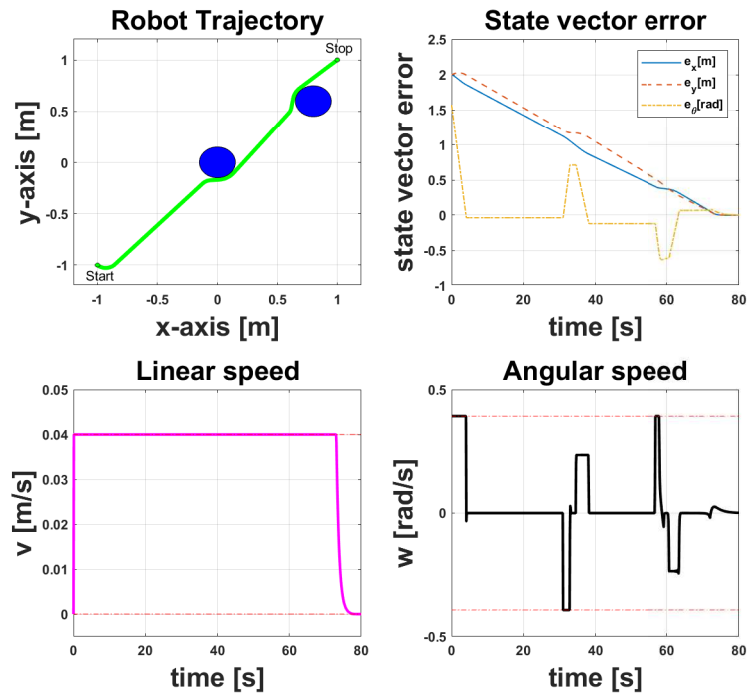 Robot Trajectory
y-axis [m]
1
0.5
0
-0.5
-1
Stop
Start
-1
-0.5
0
0.5
1
x-axis [m]
State vector error
state vector error
2.5
2
1.5
1
0.5
0
-0.5
-1
e_x[m]
e_y[m]
e_θ[rad]
0
20
40
60
80
time [s]
Linear speed
v [m/s]
0.05
0.04
0.03
0.02
0.01
0
0
20
40
60
80
time [s]
Angular speed
w [rad/s]
0.5
0
-0.5
0
20
40
60
80
time [s]